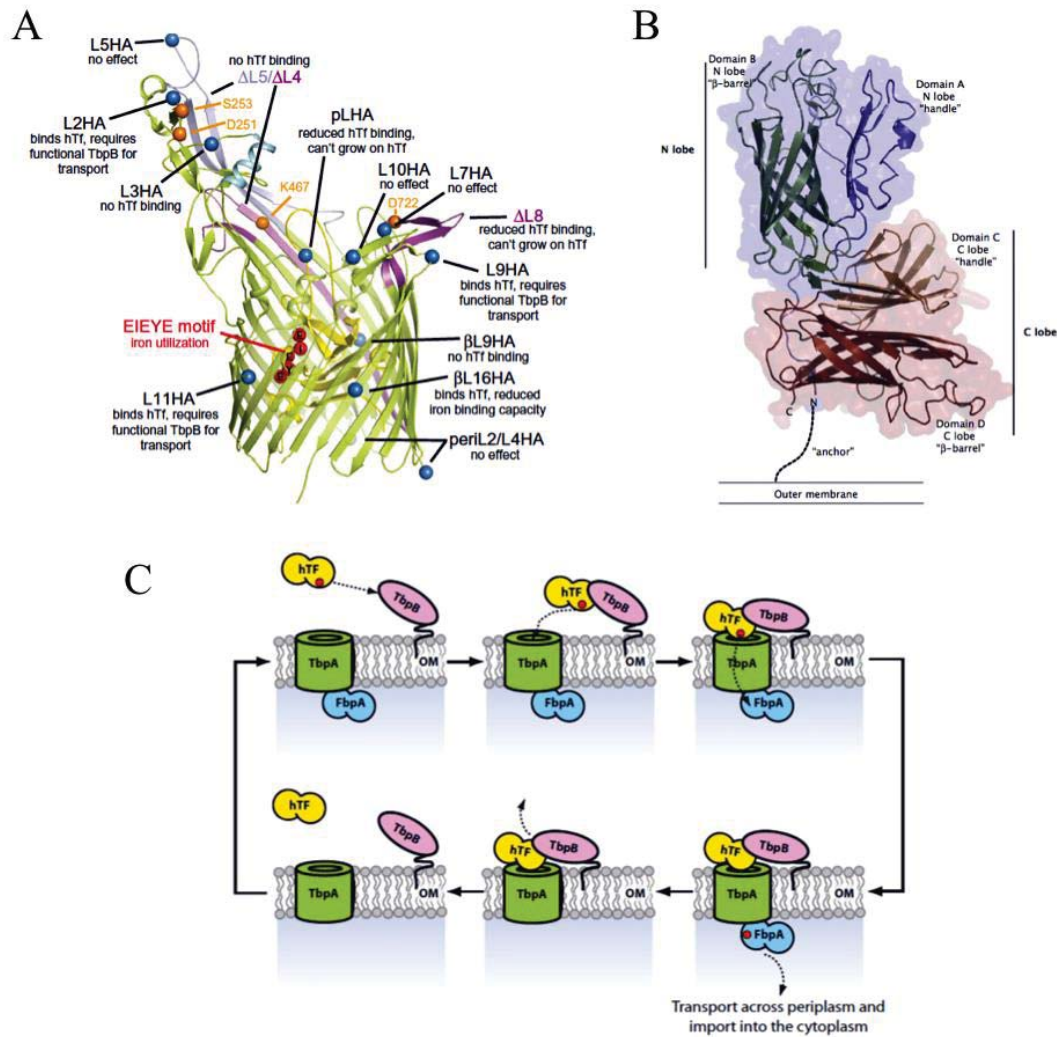 A
L5HA
no effect
no hTf binding
ΔL5/ΔL4
L2HA
binds hTf, requires
functional TbpB for
transport
S253
D251
L3HA
no hTf binding
K467
pLHA
reduced hTf binding,
can't grow on hTf
L10HA
no effect
L7HA
no effect
D722
ΔL8
reduced hTf binding,
can't grow on hTf
L9HA
binds hTf, requires
functional TbpB for
transport
EIEYE motif
iron utilization
βL9HA
no hTf binding
βL16HA
binds hTf, reduced
iron binding capacity
L11HA
binds hTf, requires
functional TbpB for
transport
periL2/L4HA
no effect
B
Domain B
N lobe
"β-barrel"
Domain A
N lobe
"handle"
N lobe
Domain C
C lobe
"handle"
C lobe
C
N
Domain D
C lobe
"β-barrel"
"anchor"
Outer membrane
C
hTF
TbpB
TbpA
OM
FbpA
hTF
TbpB
TbpA
OM
FbpA
hTF
TbpB
TbpA
OM
FbpA
hTF
TbpB
TbpA
OM
hTF
TbpB
TbpA
OM
hTF
TbpB
TbpA
OM
FbpA
Transport across periplasm and
import into the cytoplasm